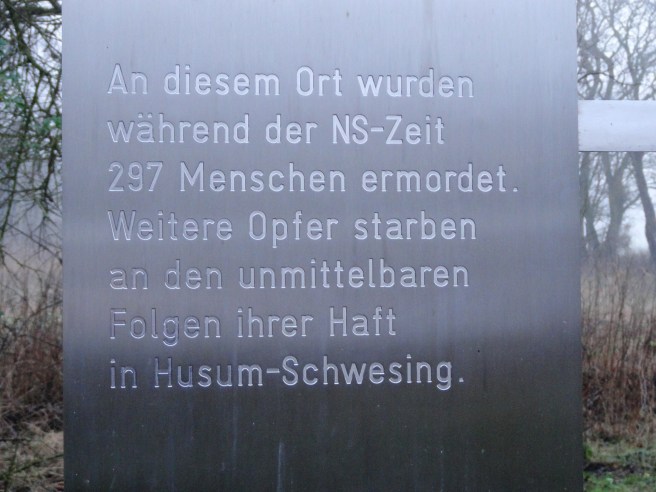 An diesem Ort wurden
während der NS-Zeit
297 Menschen ermordet.
Weitere Opfer starben
an den unmittelbaren
Folgen ihrer Haft
in Husum-Schwesing.